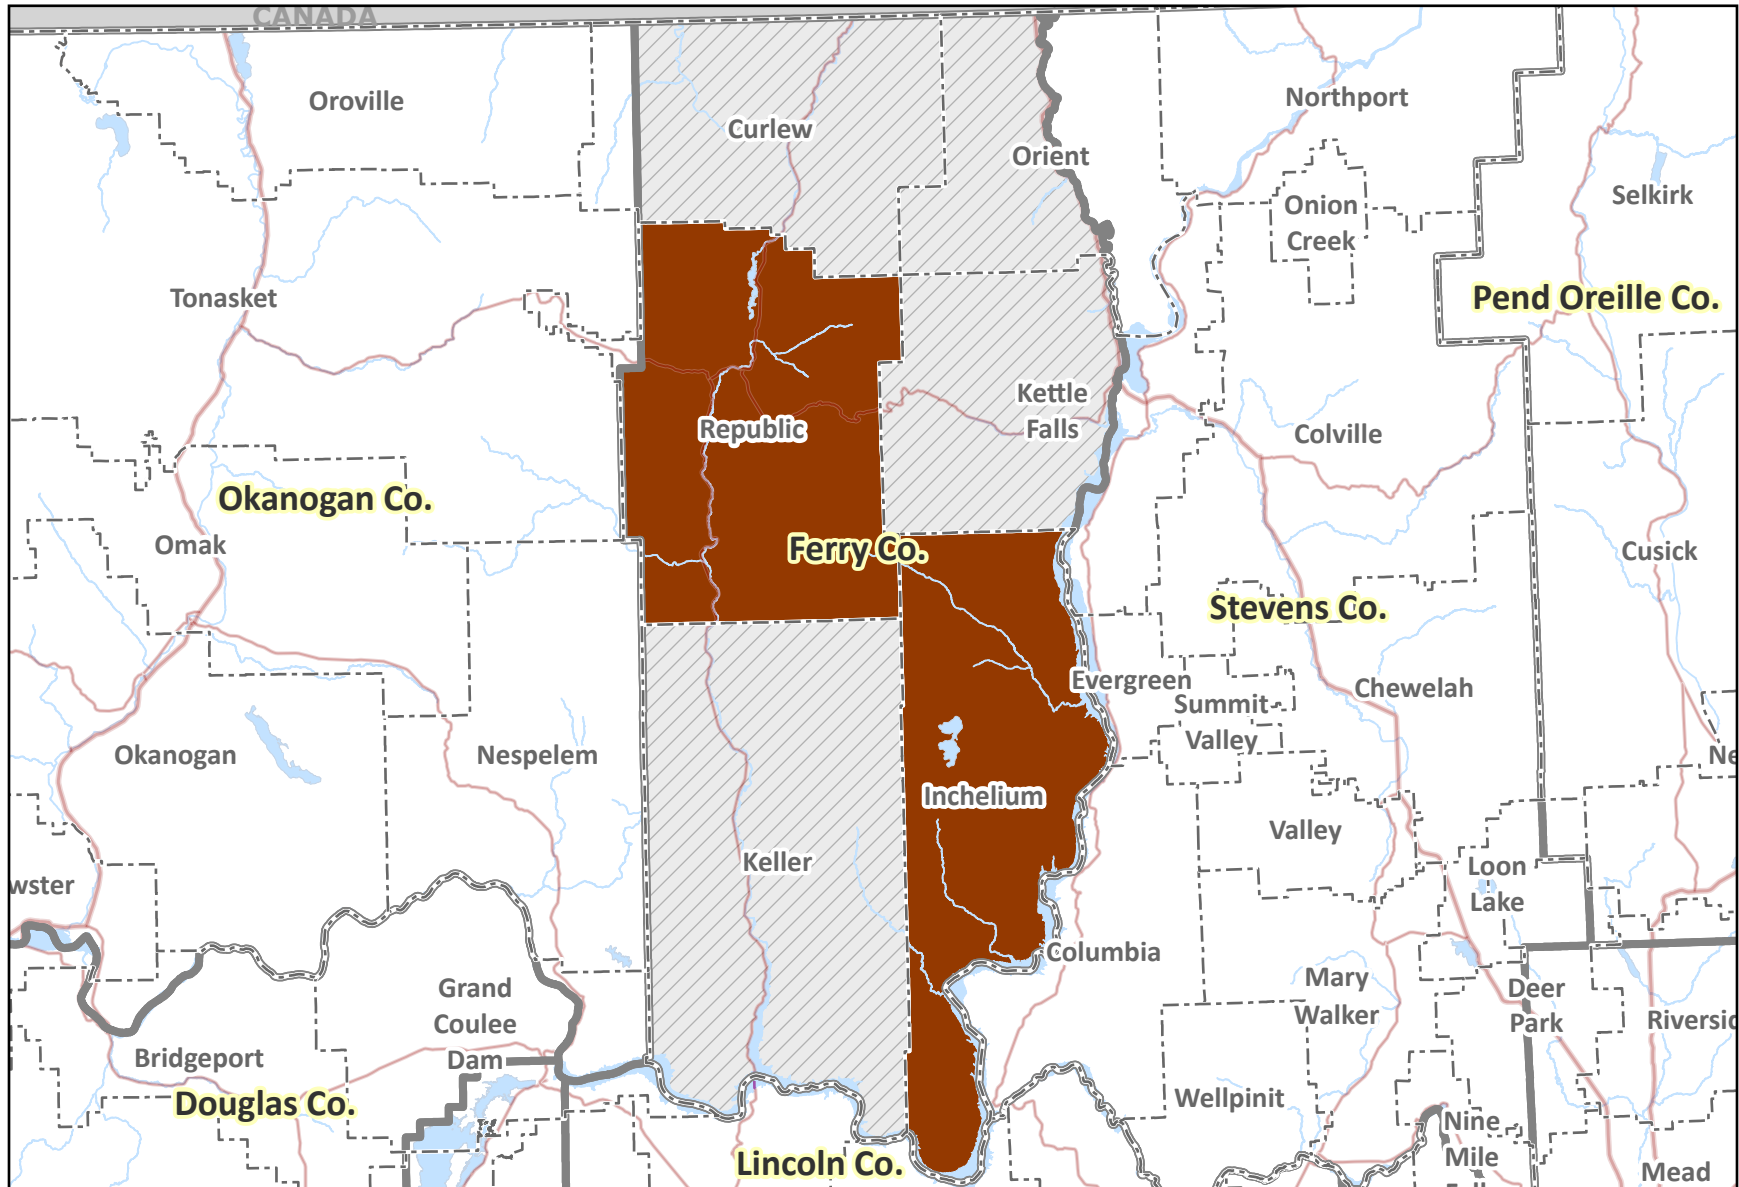 CANADA
Oroville
Curlew
Orient
Northport
Selkirk
Onion
Creek
Tonasket
Pend Oreille Co.
Republic
Kettle
Falls
Colville
Okanogan Co.
Omak
Ferry Co.
Cusick
Stevens Co.
Evergreen
Summit
Valley
Chewelah
Okanogan
Nespelem
Ne
Inchelium
Valley
Keller
Loon
Lake
wster
Columbia
Grand
Coulee
Dam
Mary
Walker
Deer
Park
Riversid
Bridgeport
Douglas Co.
Wellpinit
Nine
Mile
Lincoln Co.
Mead